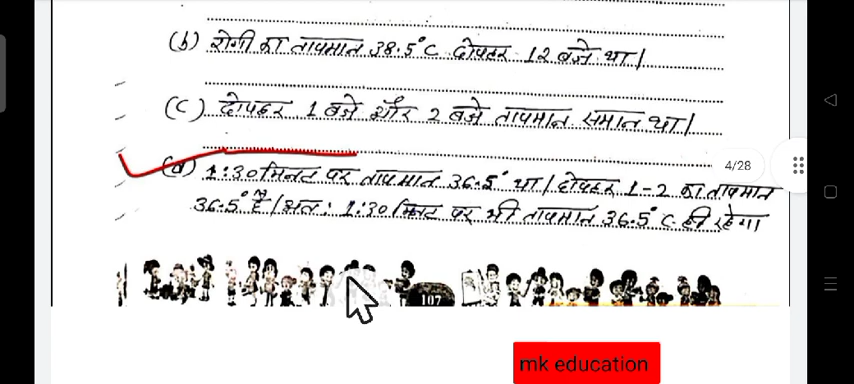 (b) रोगी का तापमान 38.5°C दोपहर 12 बजे था।
(c) दोपहर 1 बजे और 2 बजे तापमान समान था।
(d) 1:30 मिनट पर तापमान 36.5° था। दोपहर 1-2 का तापमान
4/28
36.5° है। अतः 1:30 मिनट पर भी तापमान 36.5°C ही रहेगा
107
mk education